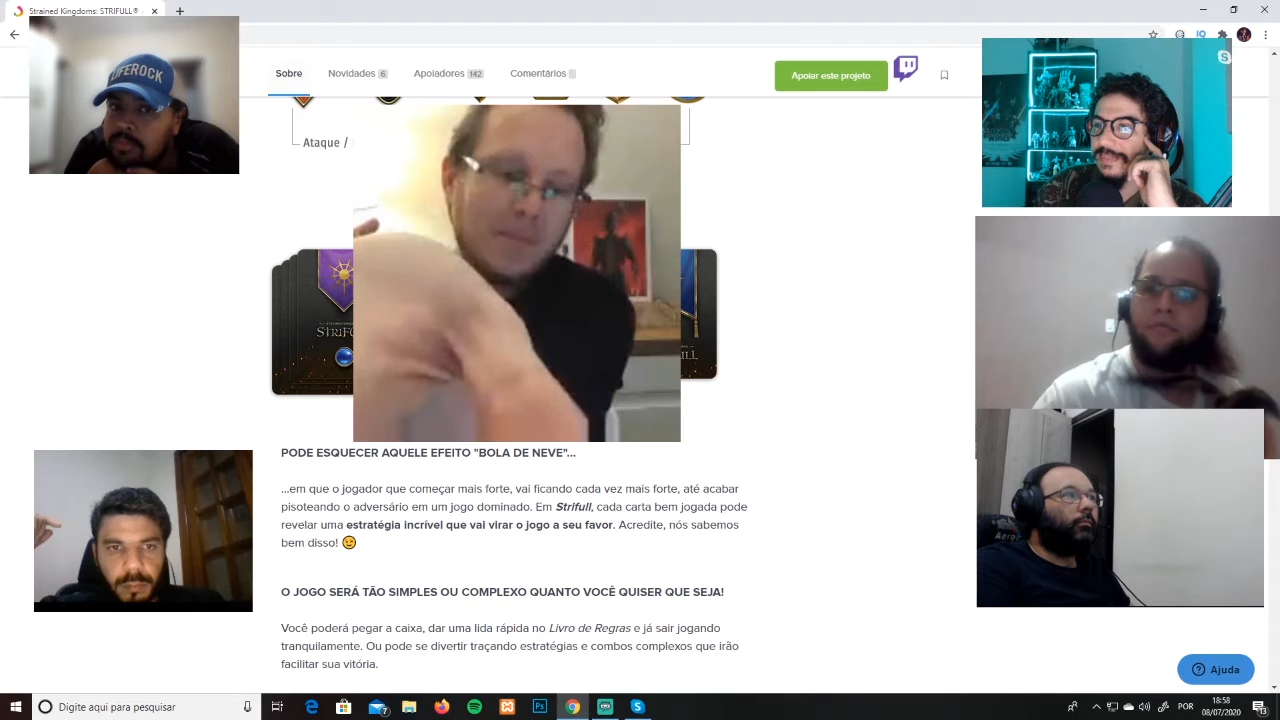 Strained Kingdoms: STRIFULL®
LIFEROCK
Sobre
Novidades 6
Apoiadores 142
Comentários
Apoiar este projeto
Ataque /
PODE ESQUECER AQUELE EFEITO "BOLA DE NEVE"...
...em que o jogador que começar mais forte, vai ficando cada vez mais forte, até acabar
pisoteando o adversário em um jogo dominado. Em Strifull, cada carta bem jogada pode
revelar uma estratégia incrível que vai virar o jogo a seu favor. Acredite, nós sabemos
bem disso! 😉
O JOGO SERÁ TÃO SIMPLES OU COMPLEXO QUANTO VOCÊ QUISER QUE SEJA!
Você poderá pegar a caixa, dar uma lida rápida no Livro de Regras e já sair jogando
tranquilamente. Ou pode se divertir traçando estratégias e combos complexos que irão
facilitar sua vitória.
Ajuda
Digite aqui para pesquisar
7
Ps
POR
18:58
08/07/2020